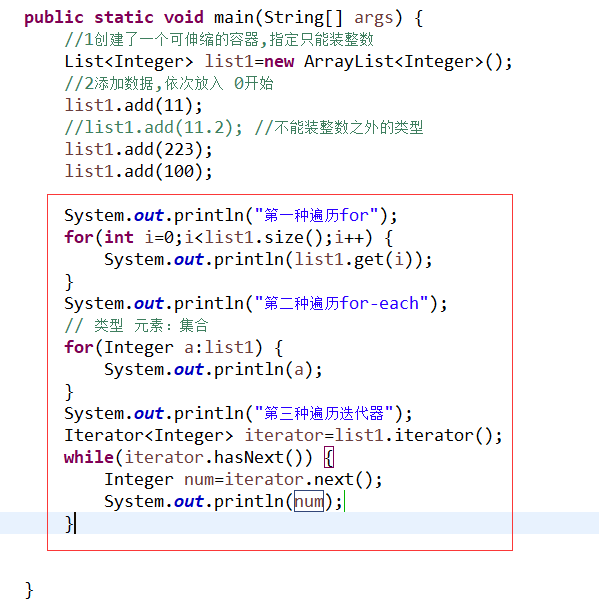 public static void main(String[] args) {
//1创建了一个可伸缩的容器,指定只能装整数
List<Integer> list1=new ArrayList<Integer>();
//2添加数据,依次放入 0开始
list1.add(11);
//list1.add(11.2); //不能装整数之外的类型
list1.add(223);
list1.add(100);
System.out.println("第一种遍历for");
for(int i=0;i<list1.size();i++) {
System.out.println(list1.get(i));
}
System.out.println("第二种遍历for-each");
// 类型 元素：集合
for(Integer a:list1) {
System.out.println(a);
}
System.out.println("第三种遍历迭代器");
Iterator<Integer> iterator=list1.iterator();
while(iterator.hasNext()) {
Integer num=iterator.next();
System.out.println(num);
}
}